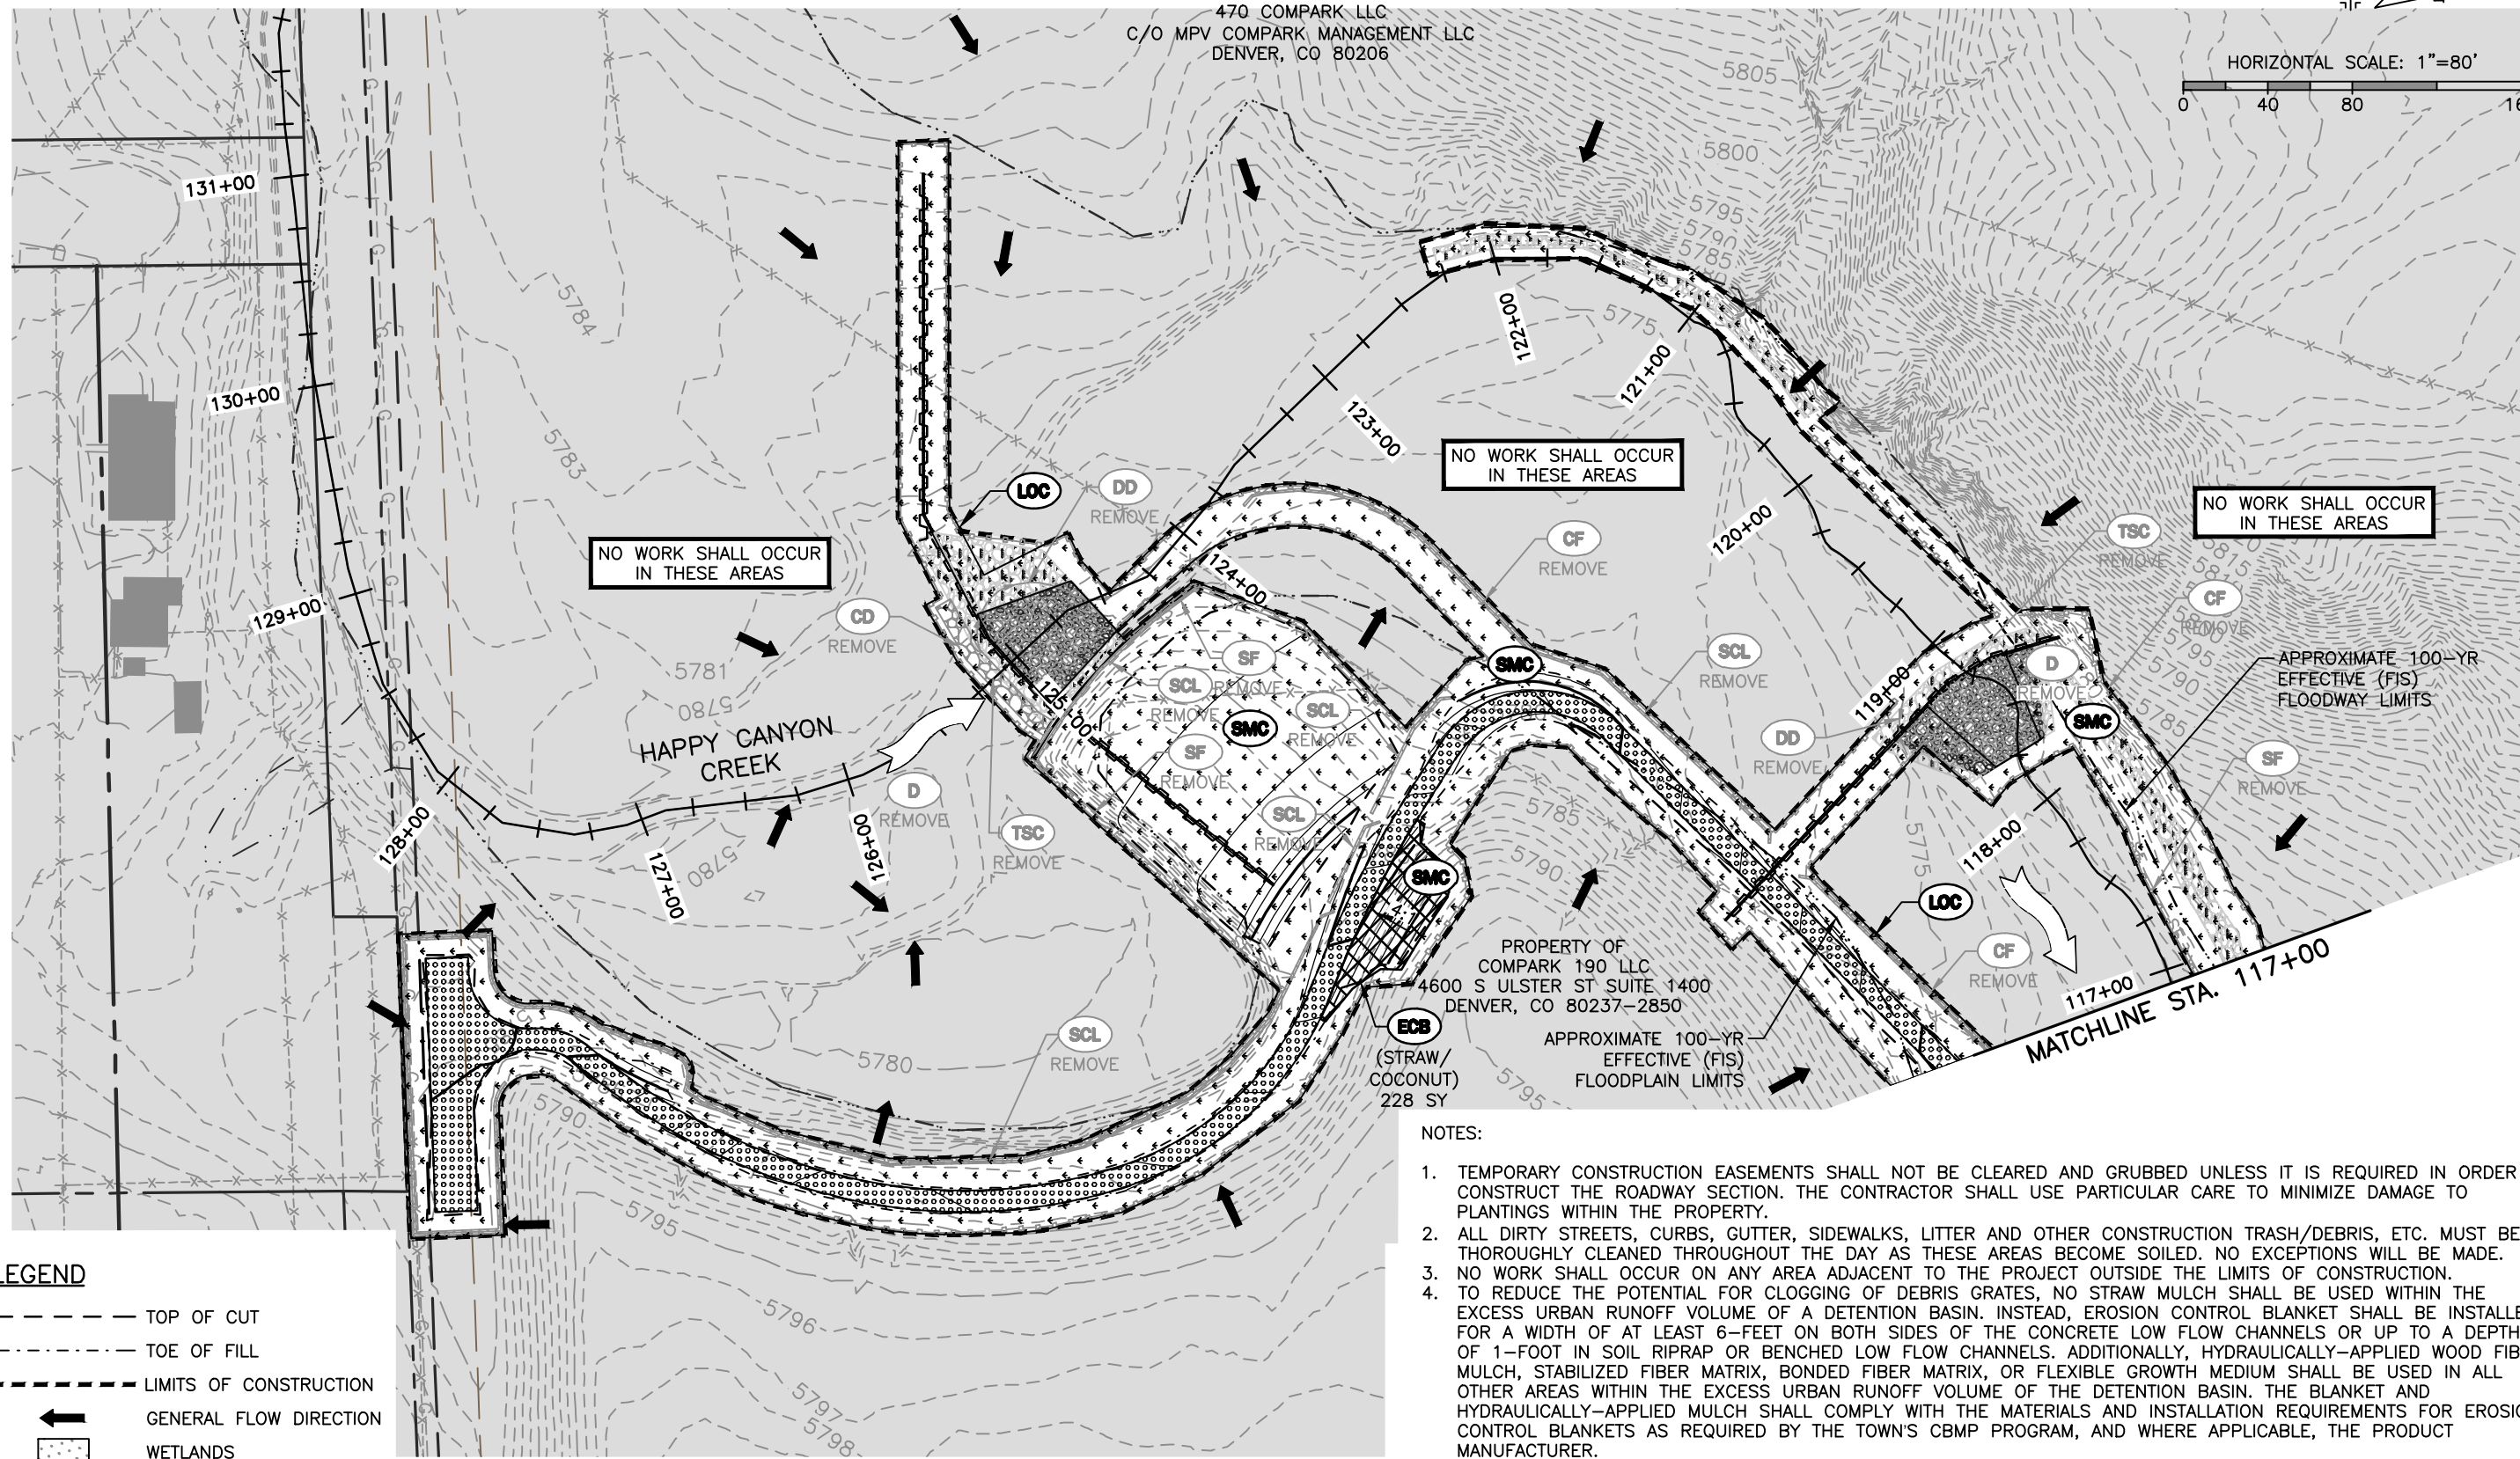 470 COMPARK LLC
C/O MPV COMPARK MANAGEMENT LLC
DENVER, CO 80206
HORIZONTAL SCALE: 1"=80'
0 40 80
5805
5800
5795
5790
5785
131+00
130+00
129+00
128+00
127+00
126+00
125+00
124+00
123+00
122+00
121+00
120+00
119+00
118+00
117+00
5784
5783
5781
5780
5780
5775
NO WORK SHALL OCCUR
IN THESE AREAS
NO WORK SHALL OCCUR
IN THESE AREAS
NO WORK SHALL OCCUR
IN THESE AREAS
LOC
DD
REMOVE
CF
REMOVE
TSC
REMOVE
CF
REMOVE
CD
REMOVE
SF
REMOVE
SCL
REMOVE
SCL
REMOVE
SMC
SF
REMOVE
SCL
REMOVE
SMC
SCL
REMOVE
D
REMOVE
SMC
DD
REMOVE
SF
REMOVE
5815
5810
5795
5790
5785
APPROXIMATE 100-YR
EFFECTIVE (FIS)
FLOODWAY LIMITS
HAPPY CANYON
CREEK
D
REMOVE
TSC
REMOVE
SMC
5785
5790
5775
LOC
CF
REMOVE
PROPERTY OF
COMPARK 190 LLC
4600 S ULSTER ST SUITE 1400
DENVER, CO 80237-2850
ECB
(STRAW/
COCONUT)
228 SY
APPROXIMATE 100-YR
EFFECTIVE (FIS)
FLOODPLAIN LIMITS
MATCHLINE STA. 117+00
SCL
REMOVE
5780
5790
5795
5795
5796
5797
5798
LEGEND
TOP OF CUT
TOE OF FILL
LIMITS OF CONSTRUCTION
GENERAL FLOW DIRECTION
WETLANDS
NOTES:
1. TEMPORARY CONSTRUCTION EASEMENTS SHALL NOT BE CLEARED AND GRUBBED UNLESS IT IS REQUIRED IN ORDER
CONSTRUCT THE ROADWAY SECTION. THE CONTRACTOR SHALL USE PARTICULAR CARE TO MINIMIZE DAMAGE TO
PLANTINGS WITHIN THE PROPERTY.
2. ALL DIRTY STREETS, CURBS, GUTTER, SIDEWALKS, LITTER AND OTHER CONSTRUCTION TRASH/DEBRIS, ETC. MUST BE
THOROUGHLY CLEANED THROUGHOUT THE DAY AS THESE AREAS BECOME SOILED. NO EXCEPTIONS WILL BE MADE.
3. NO WORK SHALL OCCUR ON ANY AREA ADJACENT TO THE PROJECT OUTSIDE THE LIMITS OF CONSTRUCTION.
4. TO REDUCE THE POTENTIAL FOR CLOGGING OF DEBRIS GRATES, NO STRAW MULCH SHALL BE USED WITHIN THE
EXCESS URBAN RUNOFF VOLUME OF A DETENTION BASIN. INSTEAD, EROSION CONTROL BLANKET SHALL BE INSTALLE
FOR A WIDTH OF AT LEAST 6-FEET ON BOTH SIDES OF THE CONCRETE LOW FLOW CHANNELS OR UP TO A DEPTH
OF 1-FOOT IN SOIL RIPRAP OR BENCHED LOW FLOW CHANNELS. ADDITIONALLY, HYDRAULICALLY-APPLIED WOOD FIB
MULCH, STABILIZED FIBER MATRIX, BONDED FIBER MATRIX, OR FLEXIBLE GROWTH MEDIUM SHALL BE USED IN ALL
OTHER AREAS WITHIN THE EXCESS URBAN RUNOFF VOLUME OF THE DETENTION BASIN. THE BLANKET AND
HYDRAULICALLY-APPLIED MULCH SHALL COMPLY WITH THE MATERIALS AND INSTALLATION REQUIREMENTS FOR EROSIO
CONTROL BLANKETS AS REQUIRED BY THE TOWN'S CBMP PROGRAM, AND WHERE APPLICABLE, THE PRODUCT
MANUFACTURER.